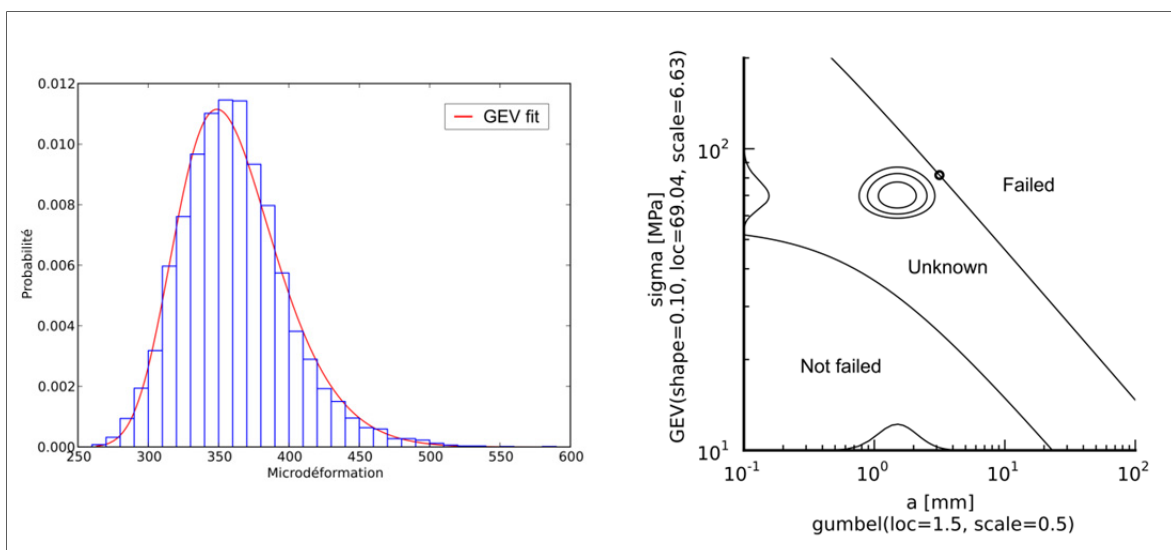 0.012
0.010
0.008
0.006
0.004
0.002
0.000
Probabilité
GEV fit
250 300 350 400 450 500 550 600
Microdéformation
sigma [MPa]
GEV(shape=0.10, loc=69.04, scale=6.63)
10²
10¹
Failed
Unknown
Not failed
10⁻¹ 10⁰ 10¹ 10²
a [mm]
gumbel(loc=1.5, scale=0.5)